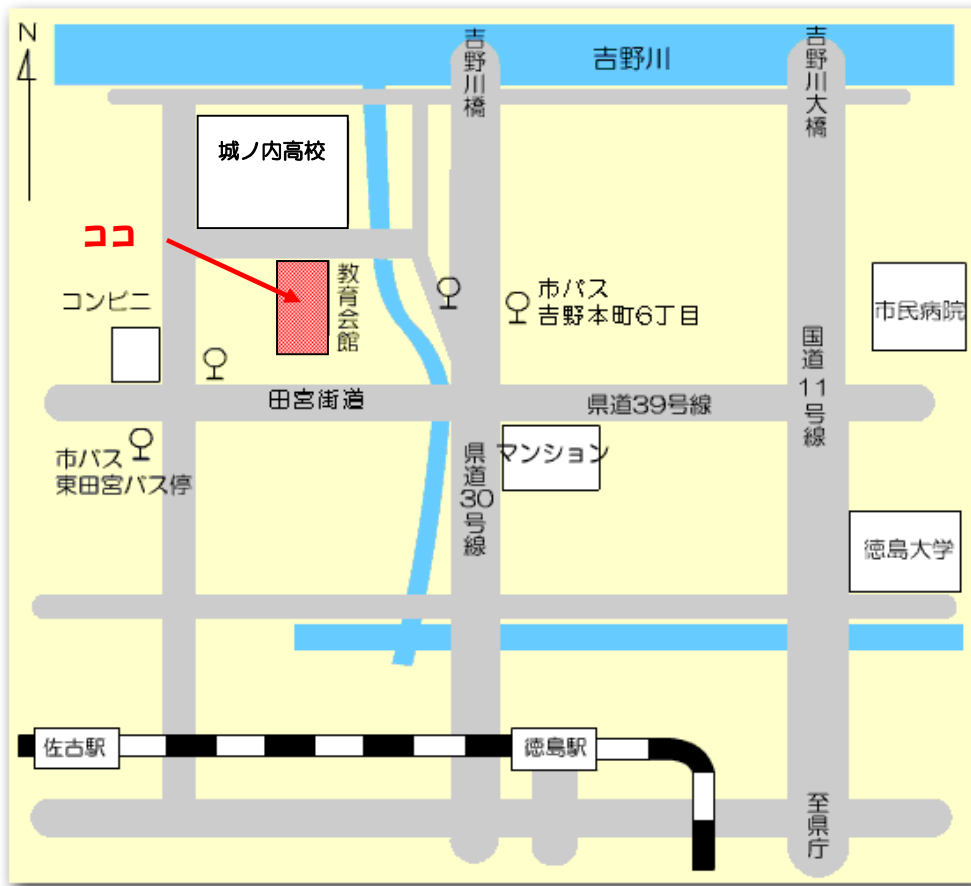 N
吉野川
吉野川橋
吉野川大橋
城ノ内高校
ココ
教育会館
コンビニ
市バス
吉野本町6丁目
市民病院
国道11号線
田宮街道
県道39号線
市バス
東田宮バス停
県道30号線
マンション
徳島大学
佐古駅
徳島駅
至県庁